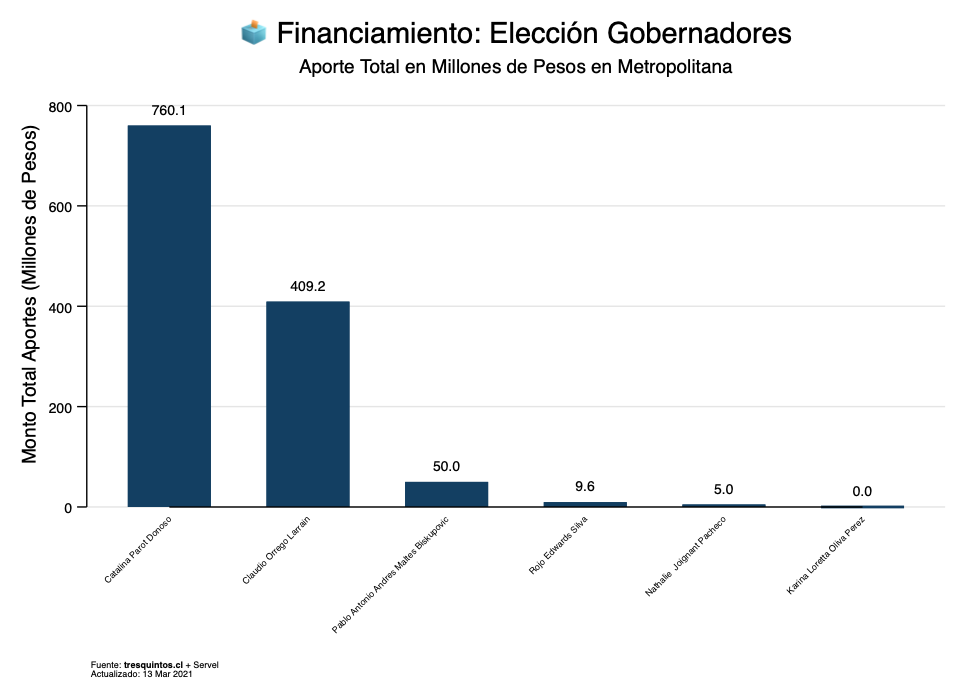 🗳️ Financiamiento: Elección Gobernadores
Aporte Total en Millones de Pesos en Metropolitana
Monto Total Aportes (Millones de Pesos)
800
600
400
200
0
760.1
409.2
50.0
9.6
5.0
0.0
Catalina Parot Donoso
Claudio Orrego Larrain
Pablo Antonio Andres Maltes Biskupovic
Rojo Edwards Silva
Nathalie Joignant Pacheco
Karina Loretta Oliva Perez
Fuente: tresquintos.cl + Servel
Actualizado: 13 Mar 2021